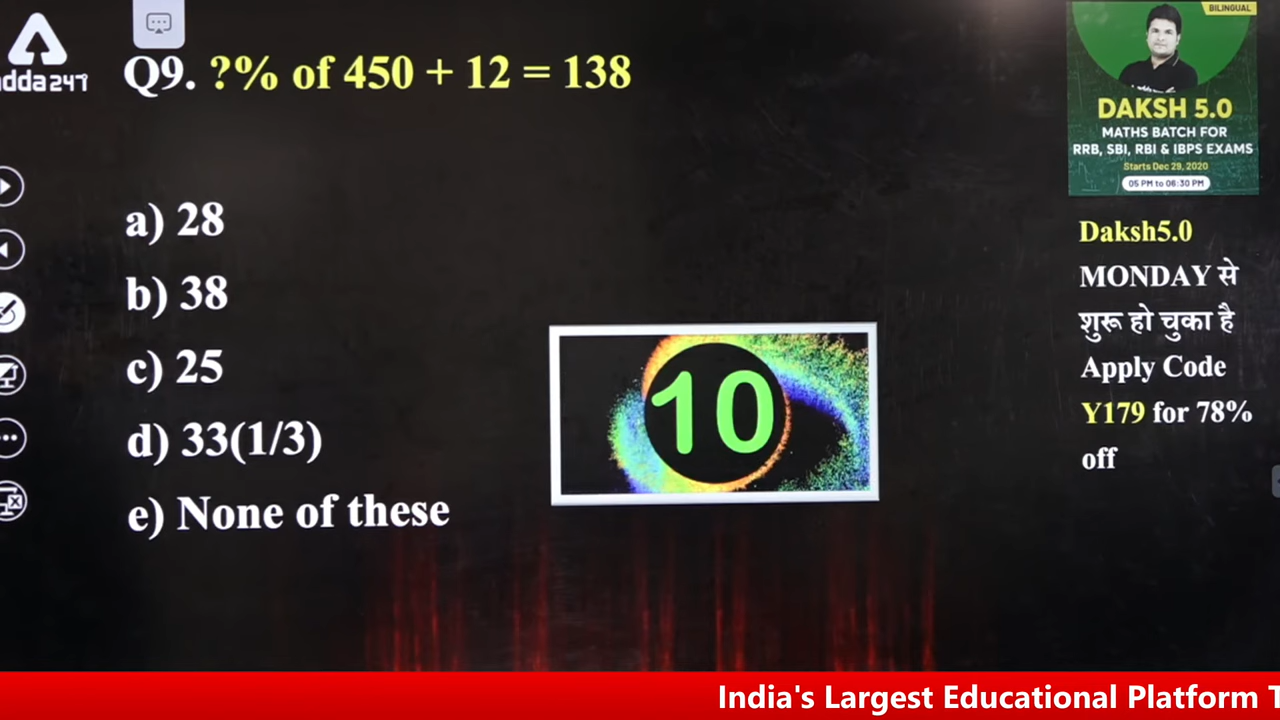 adda247
Q9. ?% of 450 + 12 = 138
a) 28
b) 38
c) 25
d) 33(1/3)
e) None of these
10
BILINGUAL
DAKSH 5.0
MATHS BATCH FOR
RRB, SBI, RBI & IBPS EXAMS
Starts Dec 29, 2020
05 PM to 06:30 PM
Daksh5.0
MONDAY से
शुरू हो चुका है
Apply Code
Y179 for 78%
off
India's Largest Educational Platform T